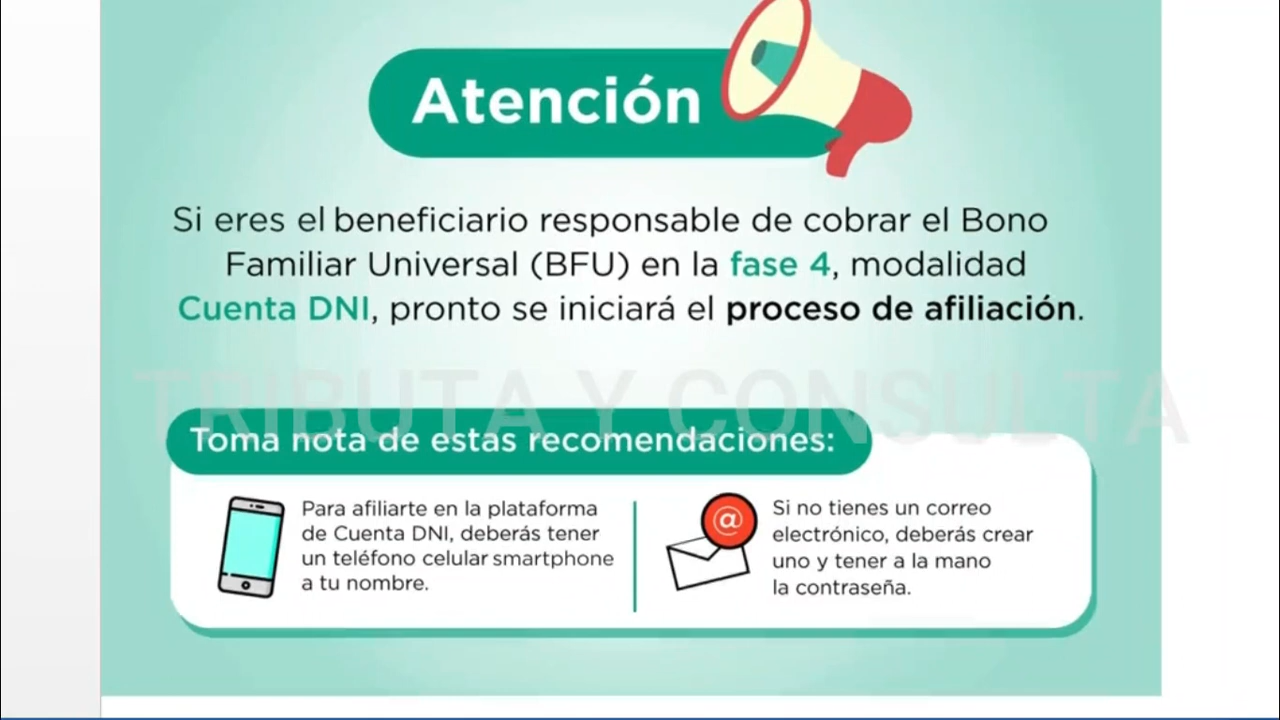 Atención
Si eres el beneficiario responsable de cobrar el Bono
Familiar Universal (BFU) en la fase 4, modalidad
Cuenta DNI, pronto se iniciará el proceso de afiliación.
TRIBUTA Y CONSULTA
Toma nota de estas recomendaciones:
Para afiliarte en la plataforma
de Cuenta DNI, deberás tener
un teléfono celular smartphone
a tu nombre.
@
Si no tienes un correo
electrónico, deberás crear
uno y tener a la mano
la contraseña.